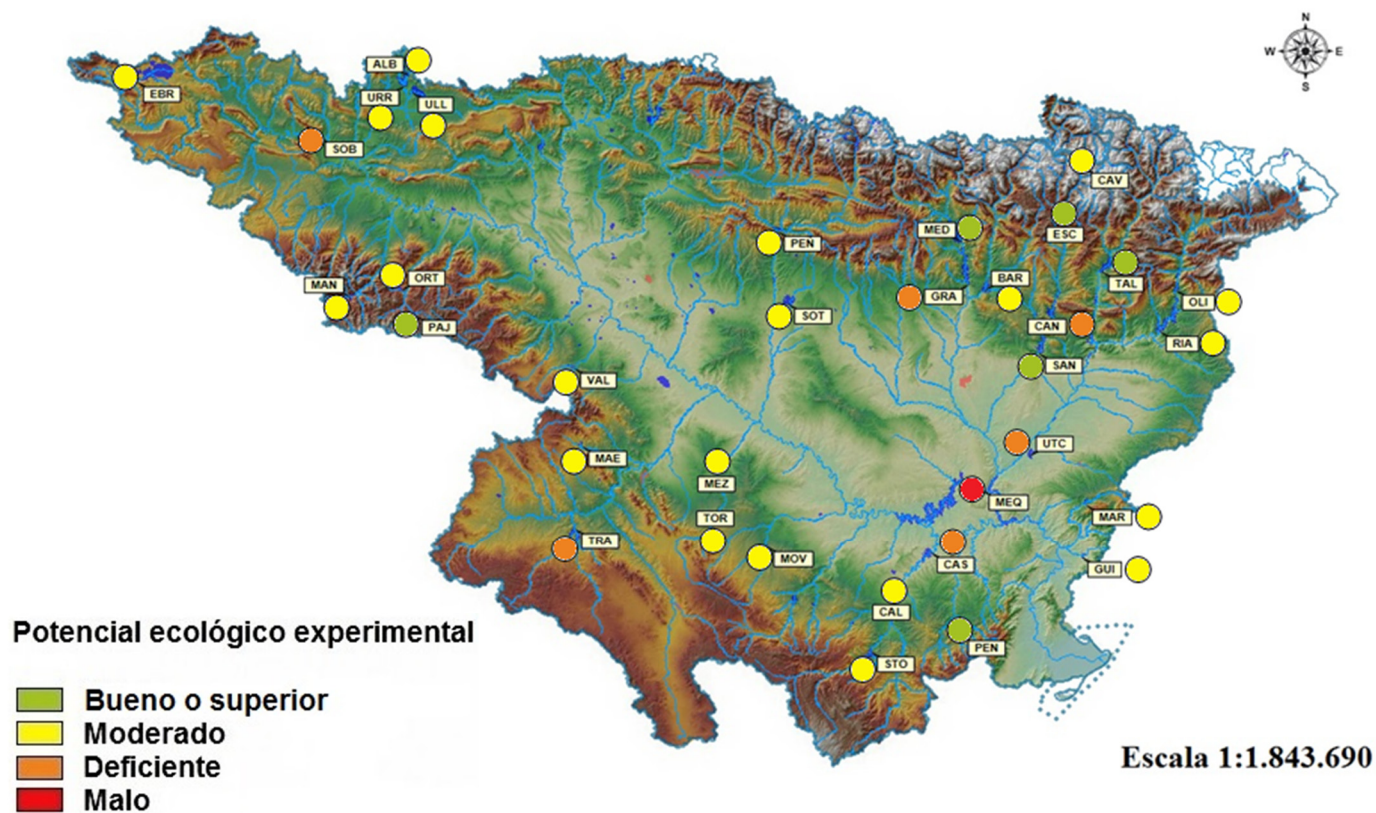 N
W E
S
ALB
EBR
URR
ULL
SOB
CAV
MED
ESC
PEN
ORT
BAR
TAL
MAN
GRA
OLI
PAJ
SOT
CAN
RIA
SAN
VAL
UTC
MAE
MEZ
MEQ
TOR
MAR
TRA
MOV
CAS
GUI
CAL
PEN
STO
Potencial ecológico experimental
Bueno o superior
Moderado
Deficiente
Malo
Escala 1:1.843.690